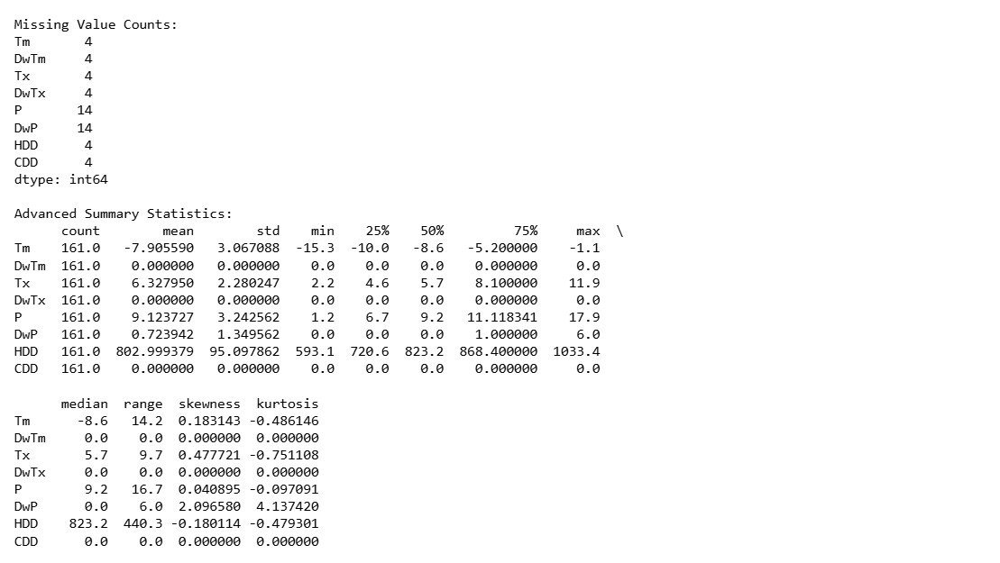 Missing Value Counts:
Tm 4
DwTm 4
Tx 4
DwTx 4
P 14
DwP 14
HDD 4
CDD 4
dtype: int64
Advanced Summary Statistics:
count mean std min 25% 50% 75% max \
Tm 161.0 -7.905590 3.067088 -15.3 -10.0 -8.6 -5.200000 -1.1
DwTm 161.0 0.000000 0.000000 0.0 0.0 0.0 0.000000 0.0
Tx 161.0 6.327950 2.280247 2.2 4.6 5.7 8.100000 11.9
DwTx 161.0 0.000000 0.000000 0.0 0.0 0.0 0.000000 0.0
P 161.0 9.123727 3.242562 1.2 6.7 9.2 11.118341 17.9
DwP 161.0 0.723942 1.349562 0.0 0.0 0.0 1.000000 6.0
HDD 161.0 802.999379 95.097862 593.1 720.6 823.2 868.400000 1033.4
CDD 161.0 0.000000 0.000000 0.0 0.0 0.0 0.000000 0.0
median range skewness kurtosis
Tm -8.6 14.2 0.183143 -0.486146
DwTm 0.0 0.0 0.000000 0.000000
Tx 5.7 9.7 0.477721 -0.751108
DwTx 0.0 0.0 0.000000 0.000000
P 9.2 16.7 0.040895 -0.097091
DwP 0.0 6.0 2.096580 4.137420
HDD 823.2 440.3 -0.180114 -0.479301
CDD 0.0 0.0 0.000000 0.000000